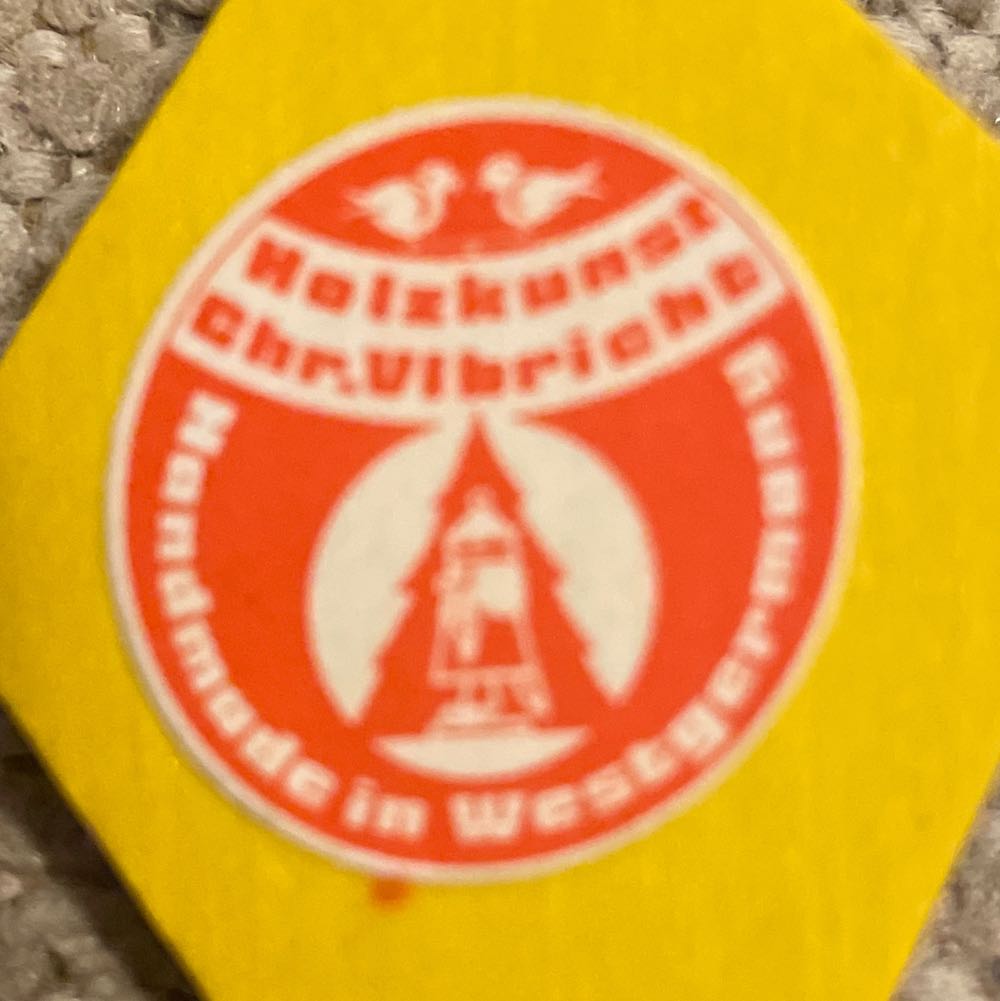 Holzkunst
Chr.Ulbricht
Handmade in Westgermany